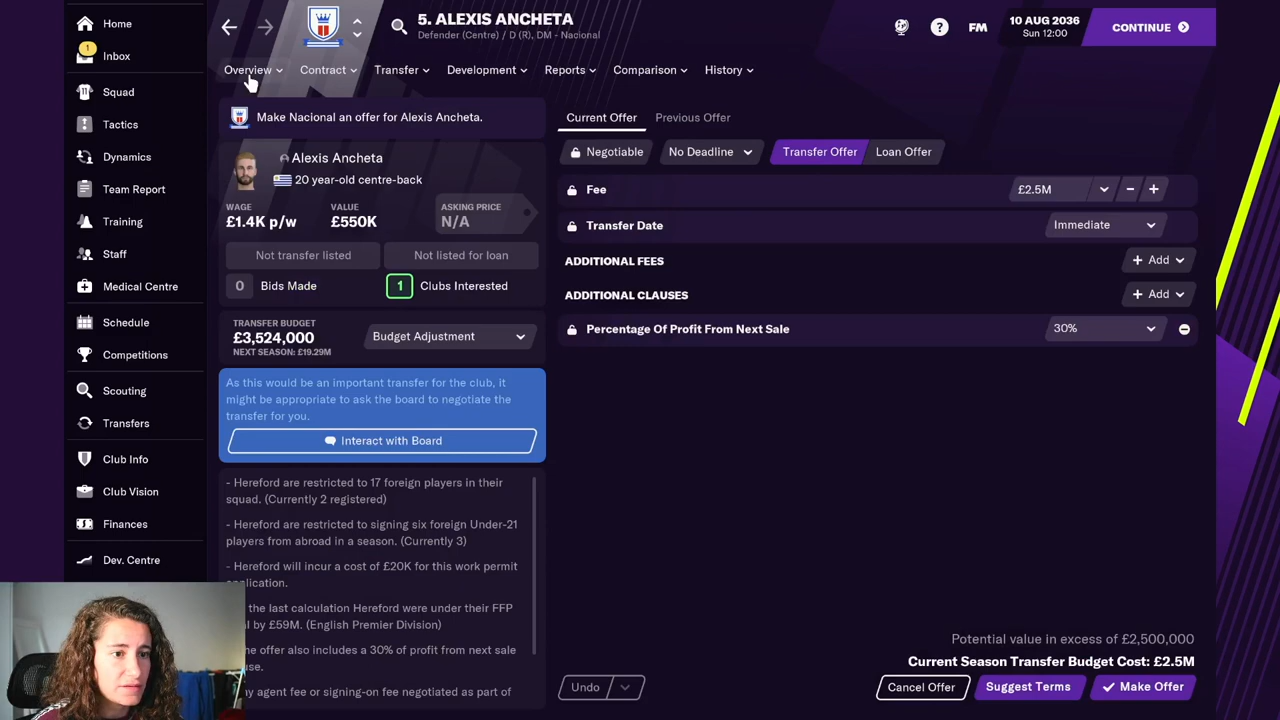 Home
1
Inbox
Squad
Tactics
Dynamics
Team Report
Training
Staff
Medical Centre
Schedule
Competitions
Scouting
Transfers
Club Info
Club Vision
Finances
Dev. Centre
5. ALEXIS ANCHETA
Defender (Centre) / D (R), DM - Nacional
?
FM
10 AUG 2036
Sun 12:00
CONTINUE
Overview
Contract
Transfer
Development
Reports
Comparison
History
Make Nacional an offer for Alexis Ancheta.
Alexis Ancheta
20 year-old centre-back
WAGE
£1.4K p/w
VALUE
£550K
ASKING PRICE
N/A
Not transfer listed
Not listed for loan
0 Bids Made
1 Clubs Interested
TRANSFER BUDGET
£3,524,000
NEXT SEASON: £19.29M
Budget Adjustment
As this would be an important transfer for the club, it
might be appropriate to ask the board to negotiate the
transfer for you.
Interact with Board
- Hereford are restricted to 17 foreign players in their
squad. (Currently 2 registered)
- Hereford are restricted to signing six foreign Under-21
players from abroad in a season. (Currently 3)
- Hereford will incur a cost of £20K for this work permit
application.
the last calculation Hereford were under their FFP
by £59M. (English Premier Division)
offer also includes a 30% of profit from next sale
agent fee or signing-on fee negotiated as part of
Current Offer
Previous Offer
Negotiable
No Deadline
Transfer Offer
Loan Offer
Fee
£2.5M
Transfer Date
Immediate
ADDITIONAL FEES
+ Add
ADDITIONAL CLAUSES
+ Add
Percentage Of Profit From Next Sale
30%
Potential value in excess of £2,500,000
Current Season Transfer Budget Cost: £2.5M
Undo
Cancel Offer
Suggest Terms
Make Offer